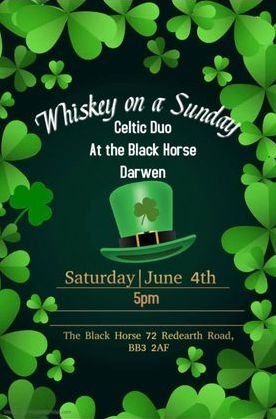 Whiskey on a Sunday
Celtic Duo
At the Black Horse
Darwen
Saturday|June 4th
5pm
The Black Horse 72 Redearth Road,
BB3 2AF